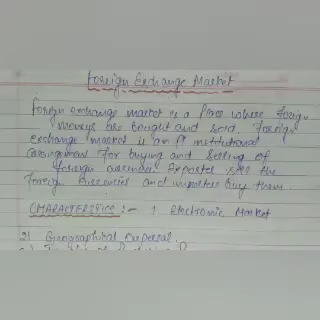 Foreign Exchange Market
Foreign exchange market is a place where foreign
moneys are bought and sold. Foreign
exchange market is an institutional
arrangement for buying and selling of
foreign currencies. Exporter sell the
foreign currencies and importers buy them.
CHARACTERISTICS :- 1 Electronic Market
2) Geographical Dispersal.